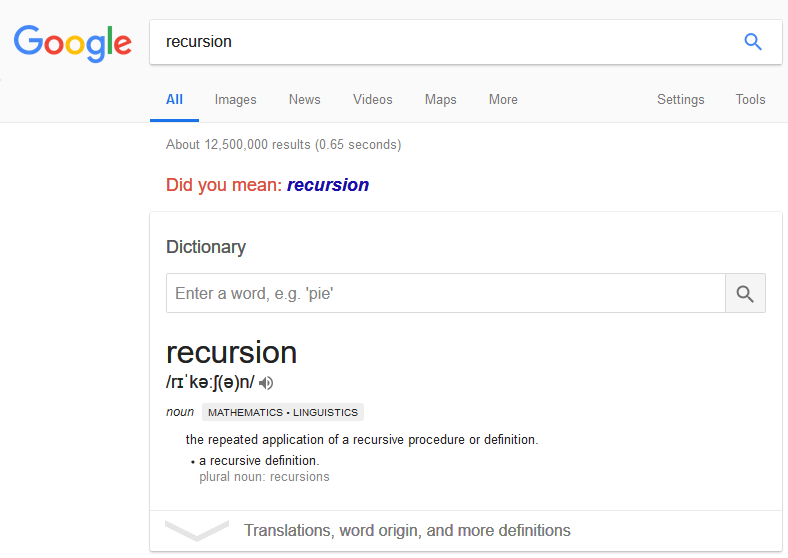 Google
recursion
All Images News Videos Maps More Settings Tools
About 12,500,000 results (0.65 seconds)
Did you mean: recursion
Dictionary
Enter a word, e.g. 'pie'
recursion
/rɪˈkəːʃ(ə)n/
noun MATHEMATICS • LINGUISTICS
the repeated application of a recursive procedure or definition.
• a recursive definition.
plural noun: recursions
Translations, word origin, and more definitions